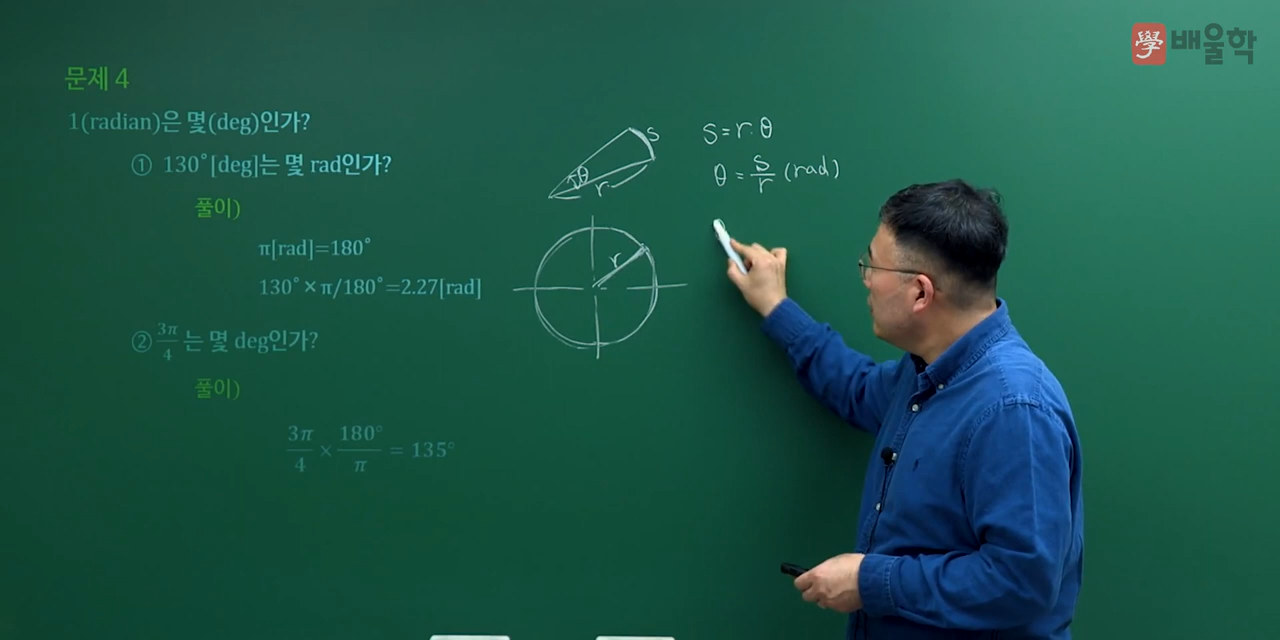 學 배울학
문제 4
1(radian)은 몇(deg)인가?
① 130°[deg]는 몇 rad인가?
풀이)
π[rad]=180°
130°×π/180°=2.27[rad]
② 3π/4 는 몇 deg인가?
풀이)
3π/4 × 180°/π = 135°
s
θ
r
r
s=r·θ
θ = s/r (rad)